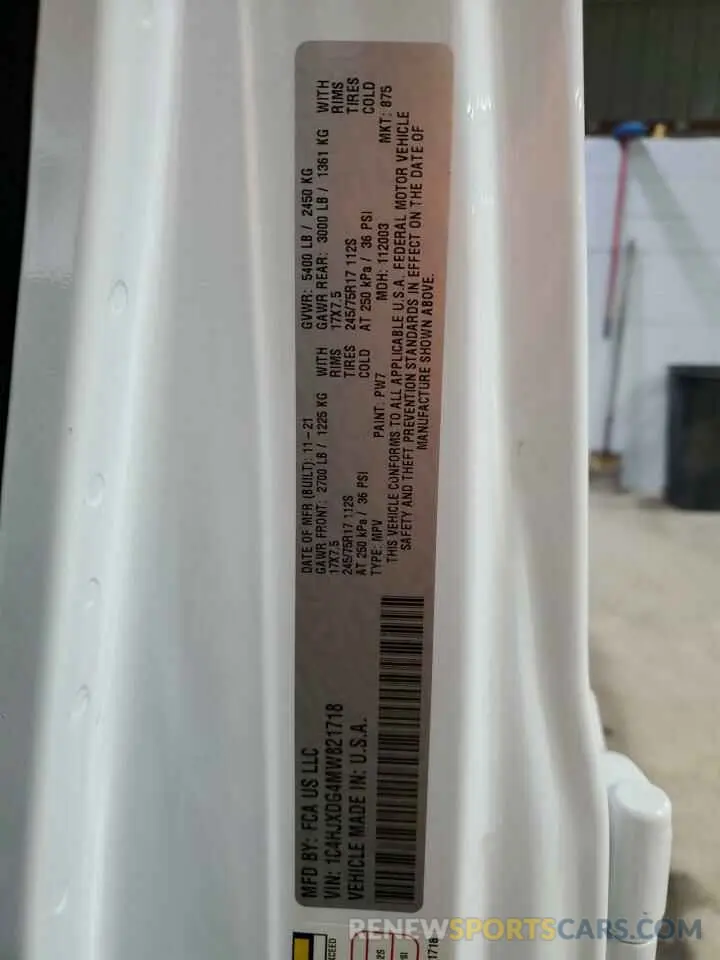 MFD BY: FCA US LLC
DATE OF MFR (BUILT): 11-21
GVWR: 5400 LB / 2450 KG
GAWR FRONT: 2700 LB / 1225 KG WITH
GAWR REAR: 3000 LB / 1361 KG WITH
17X7.5 RIMS
17X7.5 RIMS
245/75R17 112S TIRES
245/75R17 112S TIRES
AT 250 kPa / 36 PSI COLD
AT 250 kPa / 36 PSI COLD
VIN: 1C4HJXDG4MW821718
TYPE: MPV
PAINT: PW7
MDH: 112003
MKT: 875
VEHICLE MADE IN: U.S.A.
THIS VEHICLE CONFORMS TO ALL APPLICABLE U.S.A. FEDERAL MOTOR VEHICLE
SAFETY AND THEFT PREVENTION STANDARDS IN EFFECT ON THE DATE OF
MANUFACTURE SHOWN ABOVE.
1718
RENEWSPORTSCARS.COM